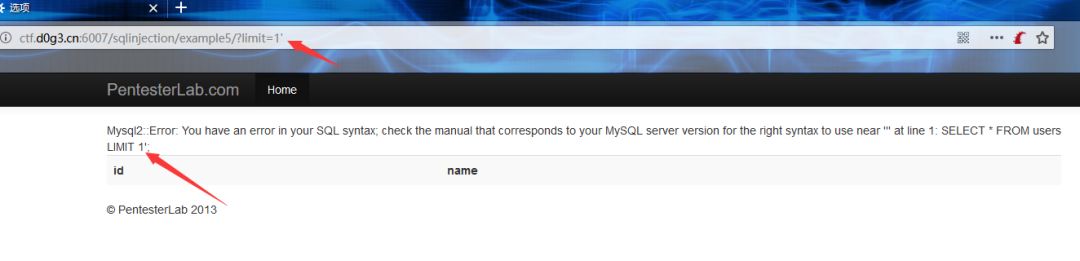 选项
ctf.d0g3.cn:6007/sqlinjection/example5/?limit=1'
PentesterLab.com Home
Mysql2::Error: You have an error in your SQL syntax; check the manual that corresponds to your MySQL server version for the right syntax to use near ''' at line 1: SELECT * FROM users
LIMIT 1';
id name
© PentesterLab 2013